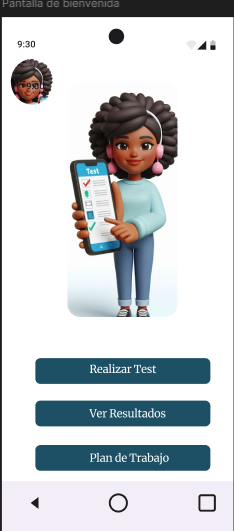 Pantalla de bienvenida
9:30
Test
Realizar Test
Ver Resultados
Plan de Trabajo